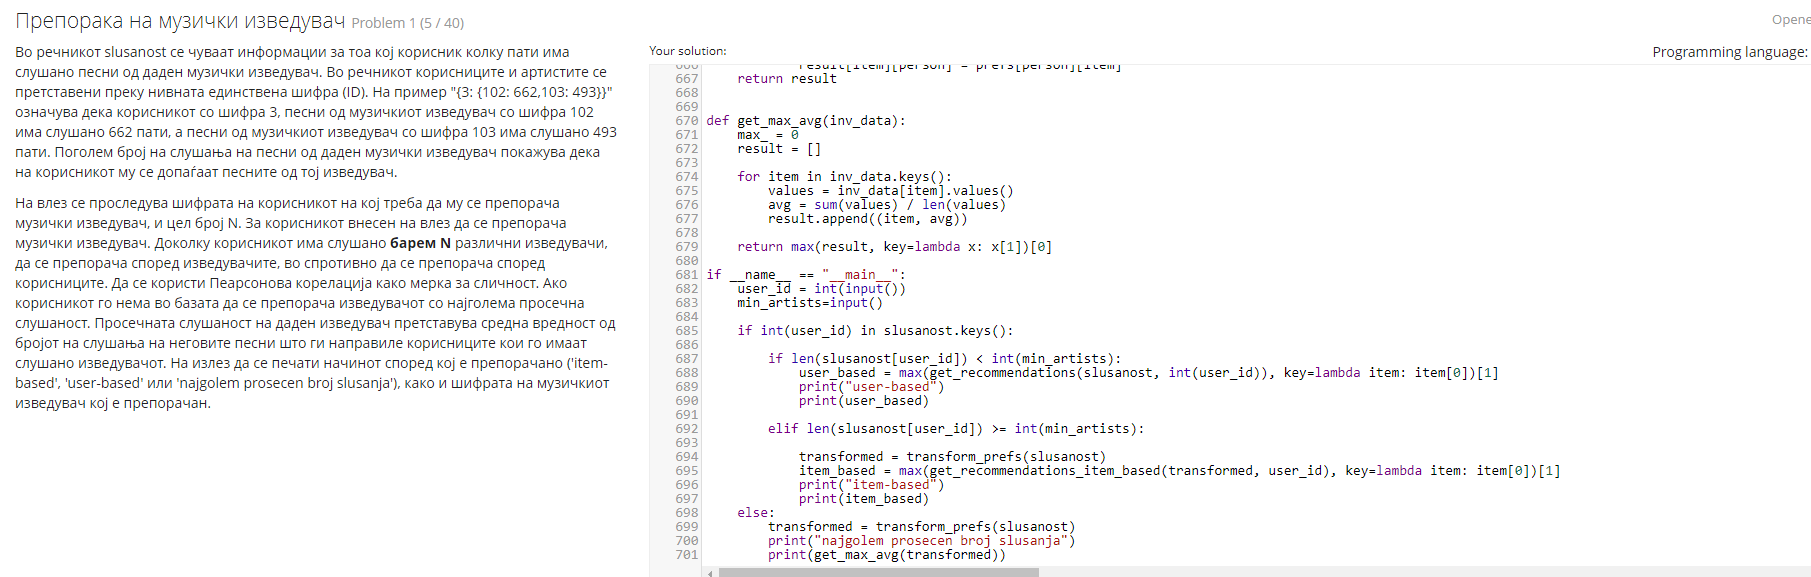 Препорака на музички изведувач Problem 1 (5 / 40)
Opene
Во речникот slusanost се чуваат информации за тоа кој корисник колку пати има
слушано песни од даден музички изведувач. Во речникот корисниците и артистите се
претставени преку нивната единствена шифра (ID). На пример "{3: {102: 662,103: 493}}"
означува дека корисникот со шифра 3, песни од музичкиот изведувач со шифра 102
има слушано 662 пати, а песни од музичкиот изведувач со шифра 103 има слушано 493
пати. Поголем број на слушања на песни од даден музички изведувач покажува дека
на корисникот му се допаѓаат песните од тој изведувач.
На влез се проследува шифрата на корисникот на кој треба да му се препорача
музички изведувач, и цел број N. За корисникот внесен на влез да се препорача
музички изведувач. Доколку корисникот има слушано барем N различни изведувачи,
да се препорача според изведувачите, во спротивно да се препорача според
корисниците. Да се користи Пеарсонова корелација како мерка за сличност. Ако
корисникот го нема во базата да се препорача изведувачот со најголема просечна
слушаност. Просечната слушаност на даден изведувач претставува средна вредност од
бројот на слушања на неговите песни што ги направиле корисниците кои го имаат
слушано изведувачот. На излез да се печати начинот според кој е препорачано ('item-
based', 'user-based' или 'najgolem prosecen broj slusanja'), како и шифрата на музичкиот
изведувач кој е препорачан.
Your solution:
Programming language:
666 result[item][person] = prefs[person][item]
667 return result
668
669
670 def get_max_avg(inv_data):
671 max_ = 0
672 result = []
673
674 for item in inv_data.keys():
675 values = inv_data[item].values()
676 avg = sum(values) / len(values)
677 result.append((item, avg))
678
679 return max(result, key=lambda x: x[1])[0]
680
681 if __name__ == "__main__":
682 user_id = int(input())
683 min_artists=input()
684
685 if int(user_id) in slusanost.keys():
686
687 if len(slusanost[user_id]) < int(min_artists):
688 user_based = max(get_recommendations(slusanost, int(user_id)), key=lambda item: item[0])[1]
689 print("user-based")
690 print(user_based)
691
692 elif len(slusanost[user_id]) >= int(min_artists):
693
694 transformed = transform_prefs(slusanost)
695 item_based = max(get_recommendations_item_based(transformed, user_id), key=lambda item: item[0])[1]
696 print("item-based")
697 print(item_based)
698 else:
699 transformed = transform_prefs(slusanost)
700 print("najgolem prosecen broj slusanja")
701 print(get_max_avg(transformed))